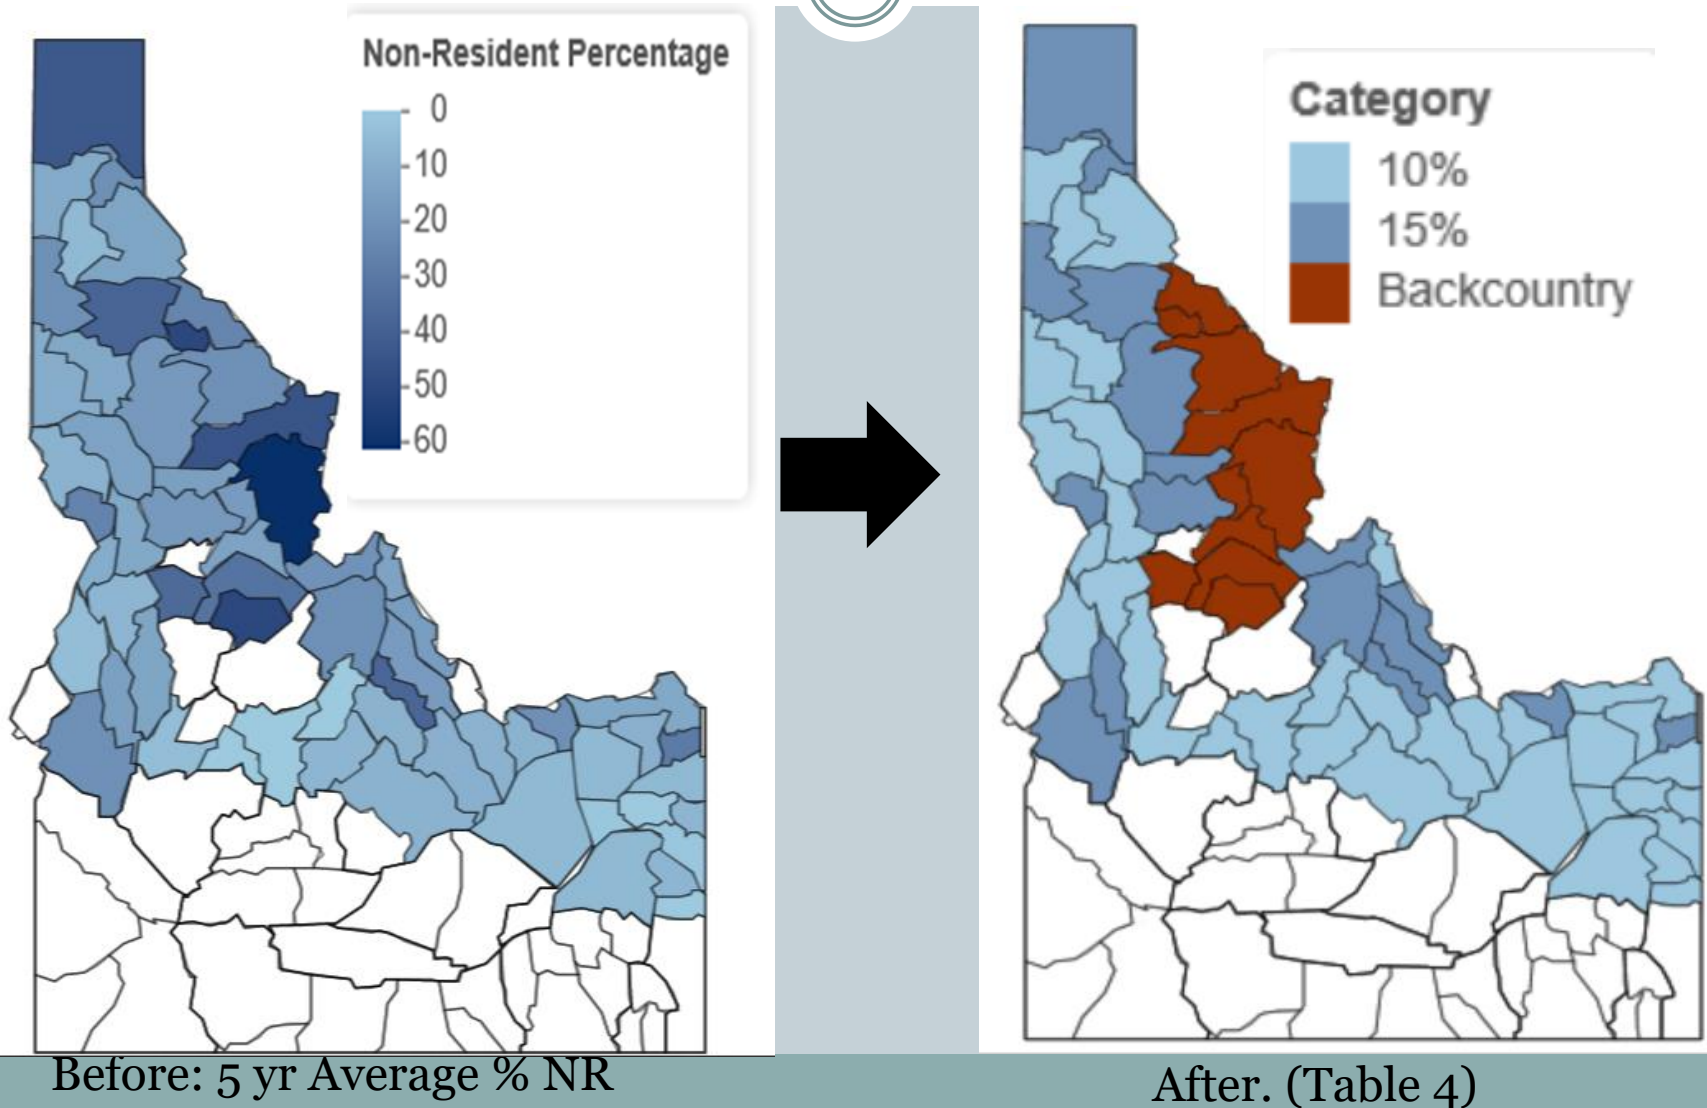 Non-Resident Percentage
0
10
20
30
40
50
60
Category
10%
15%
Backcountry
Before: 5 yr Average % NR
After. (Table 4)